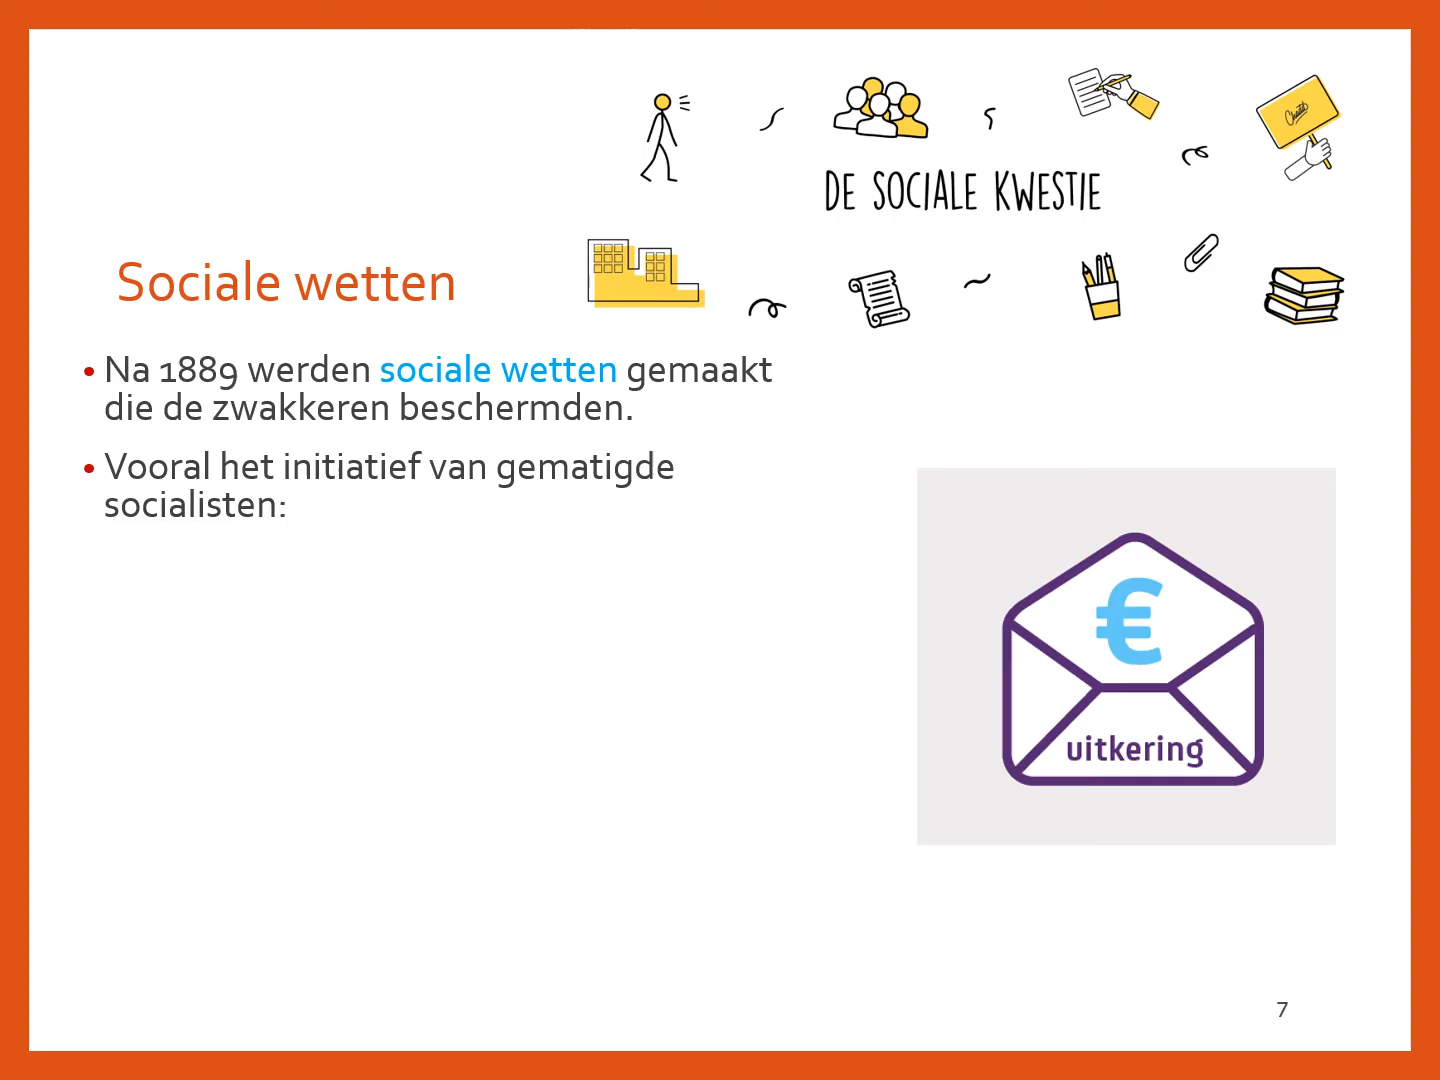 DE SOCIALE KWESTIE
Sociale wetten
• Na 1889 werden sociale wetten gemaakt
die de zwakkeren beschermden.
• Vooral het initiatief van gematigde
socialisten:
€
uitkering
7